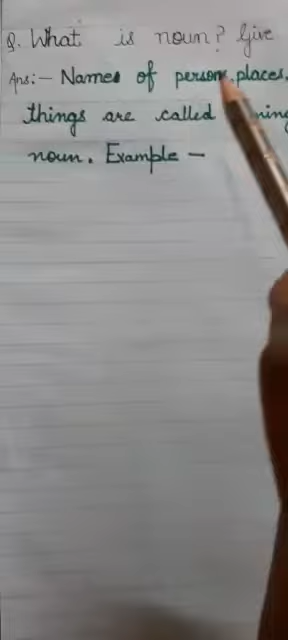 Q. What is noun? Give
Ans:- Names of person, places,
things are called
noun. Example -